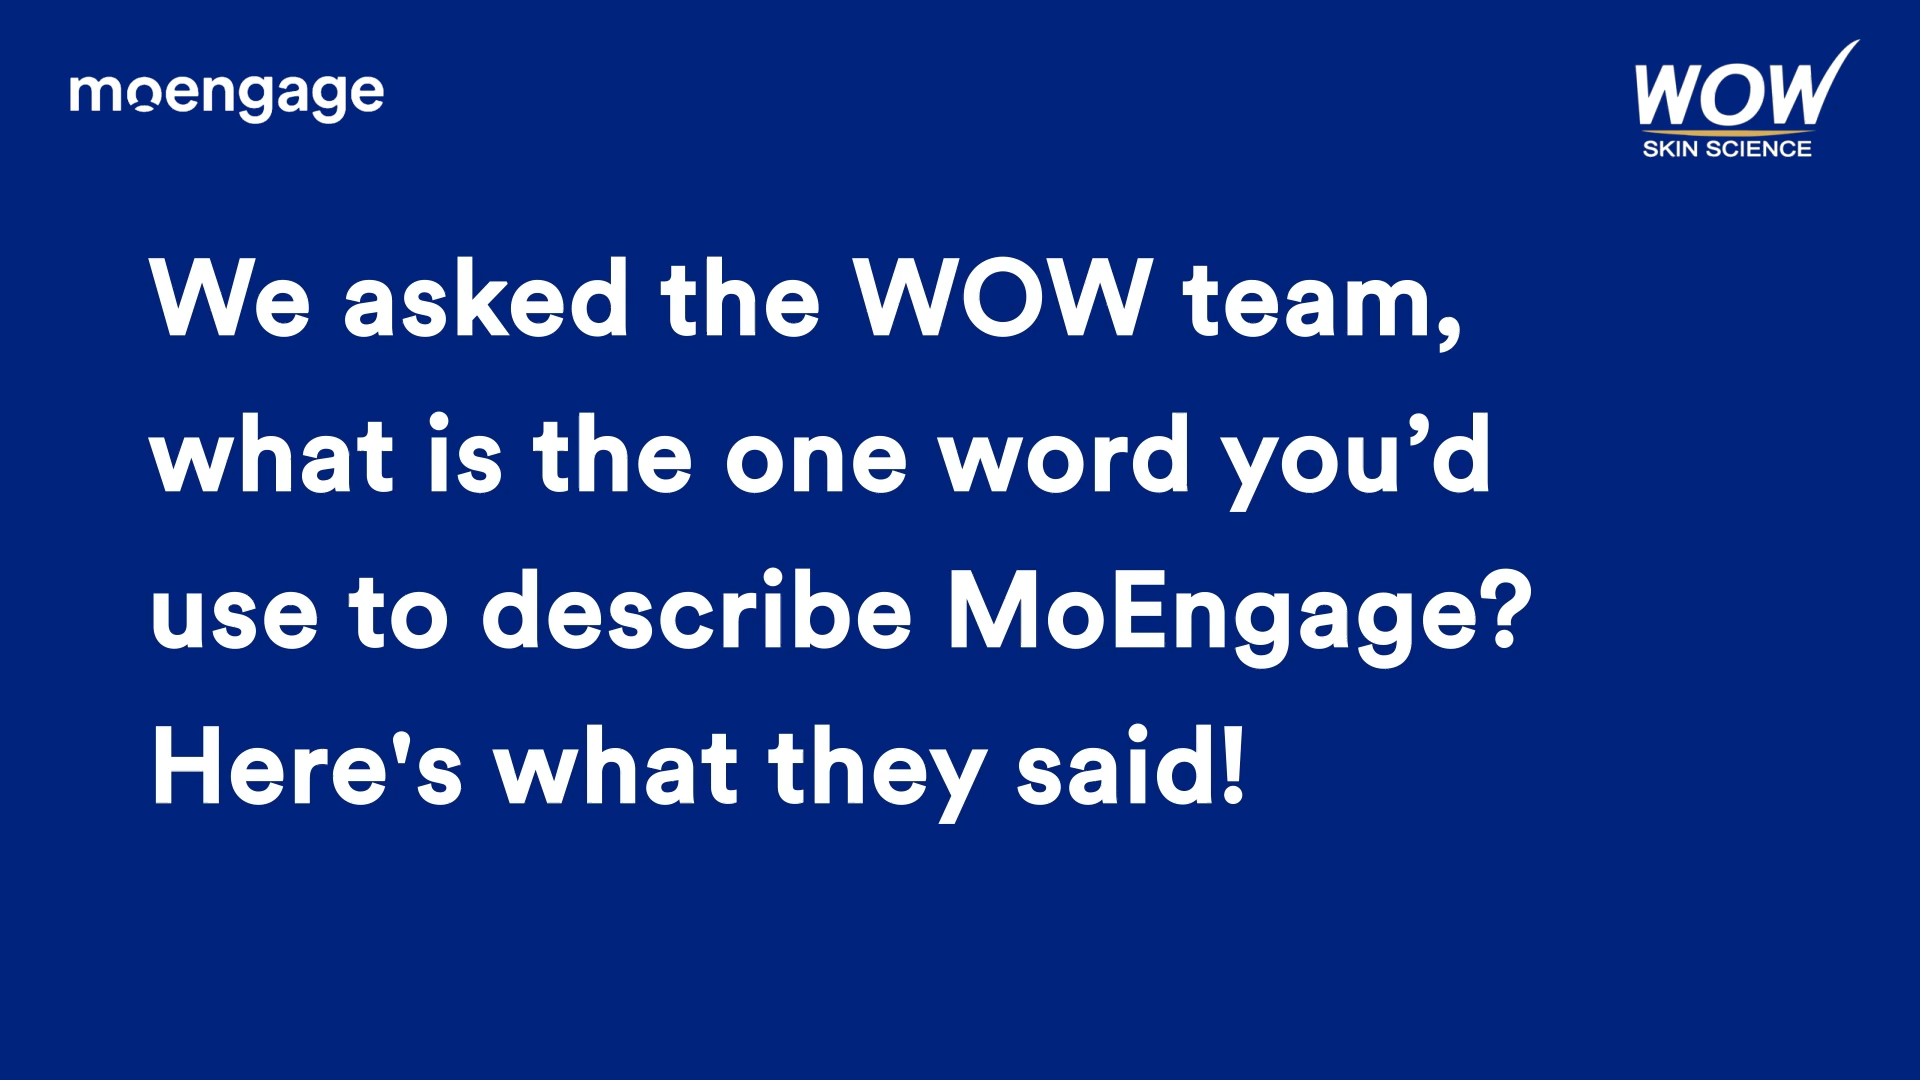 moengage
WOW
SKIN SCIENCE
We asked the WOW team,
what is the one word you’d
use to describe MoEngage?
Here's what they said!